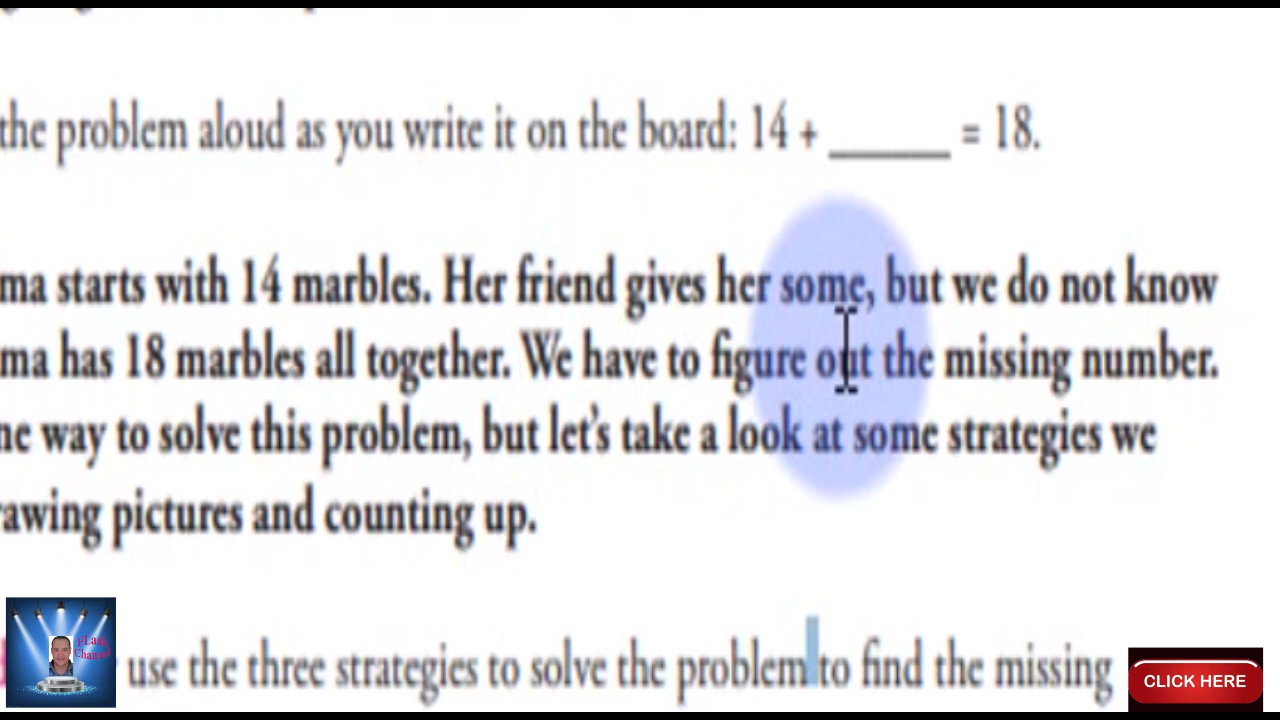 the problem aloud as you write it on the board: 14 + ______ = 18.
ma starts with 14 marbles. Her friend gives her some, but we do not know
ma has 18 marbles all together. We have to figure out the missing number.
ne way to solve this problem, but let's take a look at some strategies we
rawing pictures and counting up.
use the three strategies to solve the problem to find the missing
FLash
Channel
CLICK HERE